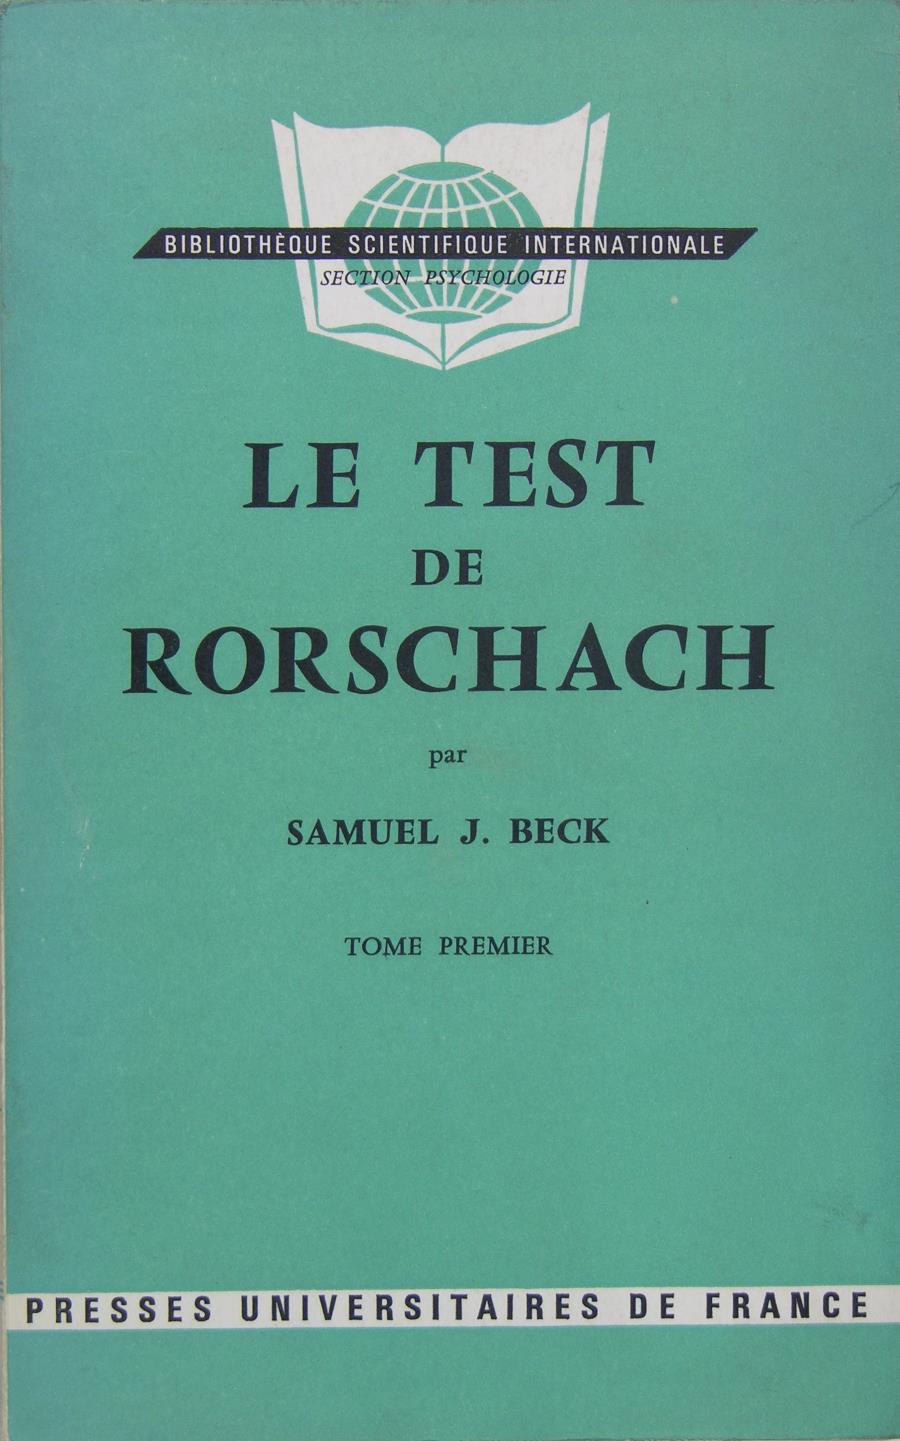 BIBLIOTHÈQUE SCIENTIFIQUE INTERNATIONALE
SECTION PSYCHOLOGIE
LE TEST
DE
RORSCHACH
par
SAMUEL J. BECK
TOME PREMIER
PRESSES UNIVERSITAIRES DE FRANCE